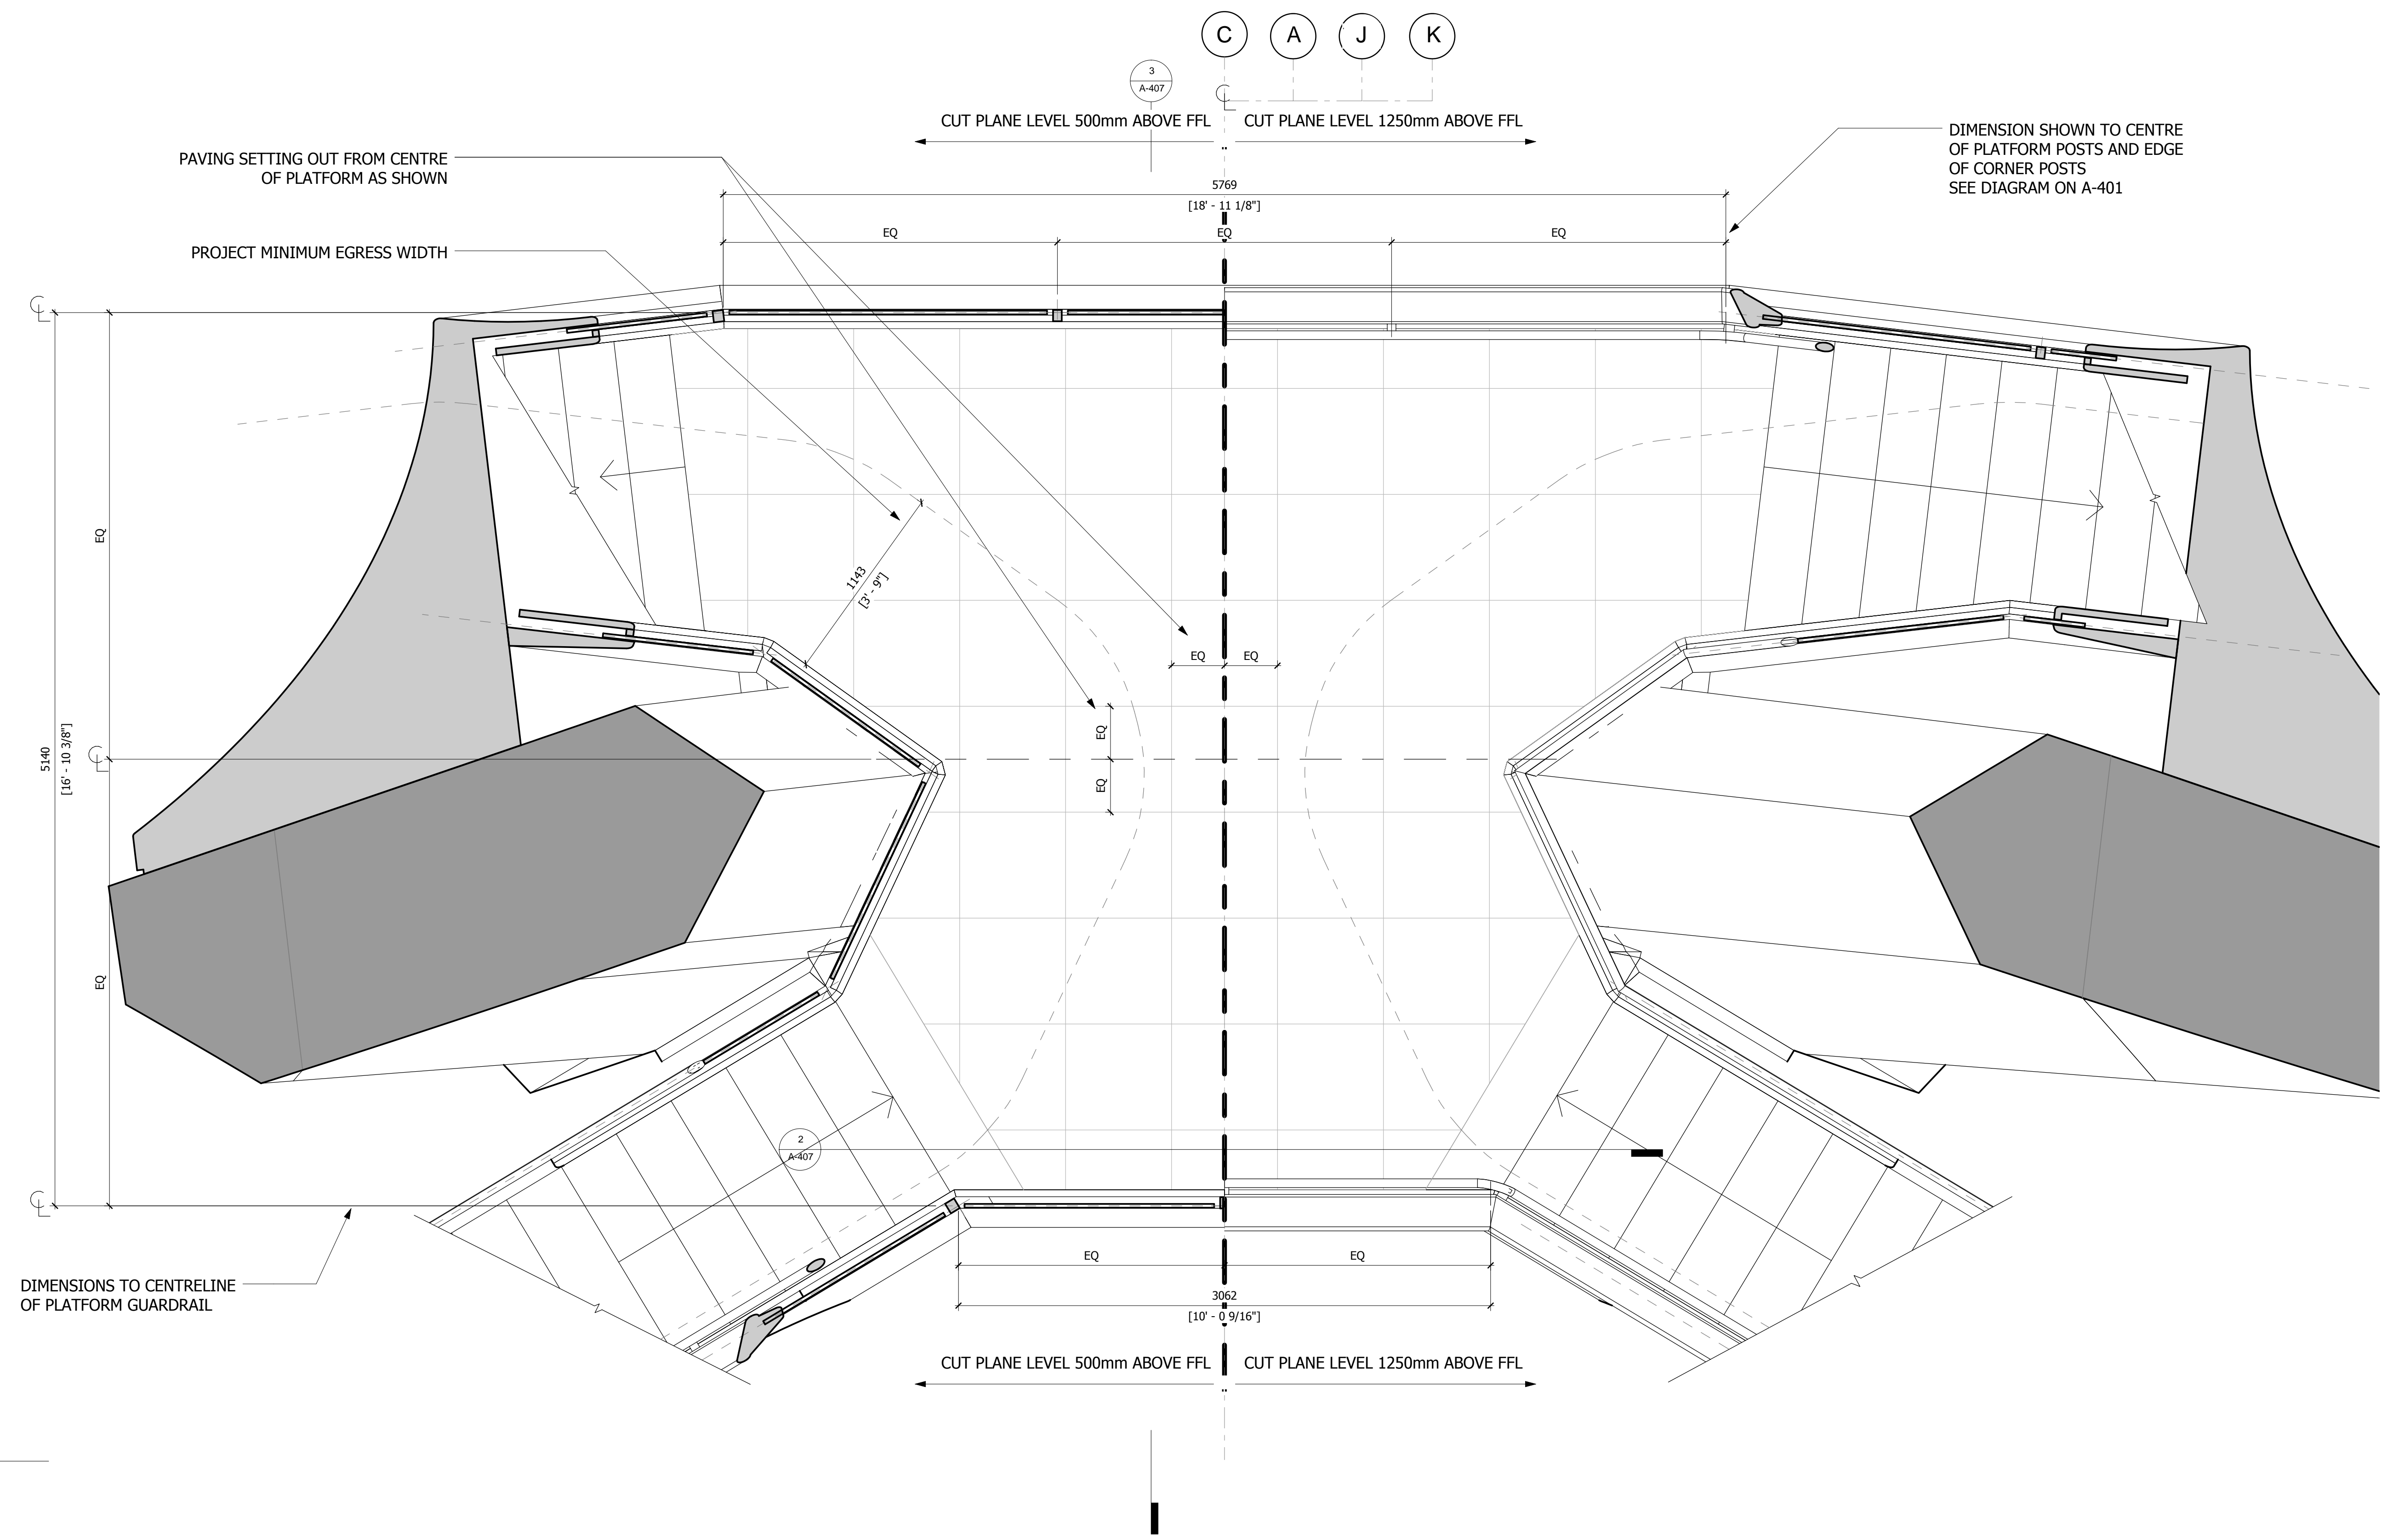 C A J K
3
A-407
CUT PLANE LEVEL 500mm ABOVE FFL
CUT PLANE LEVEL 1250mm ABOVE FFL
DIMENSION SHOWN TO CENTRE
OF PLATFORM POSTS AND EDGE
OF CORNER POSTS
SEE DIAGRAM ON A-401
PAVING SETTING OUT FROM CENTRE
OF PLATFORM AS SHOWN
5769
[18' - 11 1/8"]
EQ
EQ
EQ
PROJECT MINIMUM EGRESS WIDTH
EQ
1143
[3' - 9"]
EQ
EQ
EQ
EQ
5140
[16' - 10 3/8"]
EQ
2
A-407
DIMENSIONS TO CENTRELINE
OF PLATFORM GUARDRAIL
EQ
EQ
3062
[10' - 0 9/16"]
CUT PLANE LEVEL 500mm ABOVE FFL
CUT PLANE LEVEL 1250mm ABOVE FFL